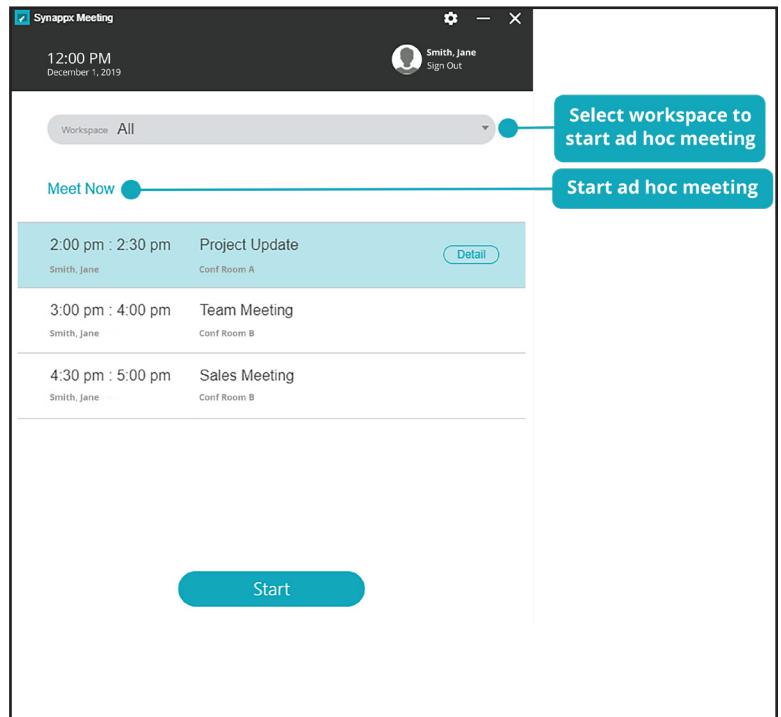 Synappx Meeting
12:00 PM
December 1, 2019
Smith, Jane
Sign Out
Workspace All
Select workspace to
start ad hoc meeting
Meet Now
Start ad hoc meeting
2:00 pm : 2:30 pm Project Update
Smith, Jane Conf Room A
Detail
3:00 pm : 4:00 pm Team Meeting
Smith, Jane Conf Room B
4:30 pm : 5:00 pm Sales Meeting
Smith, Jane Conf Room B
Start